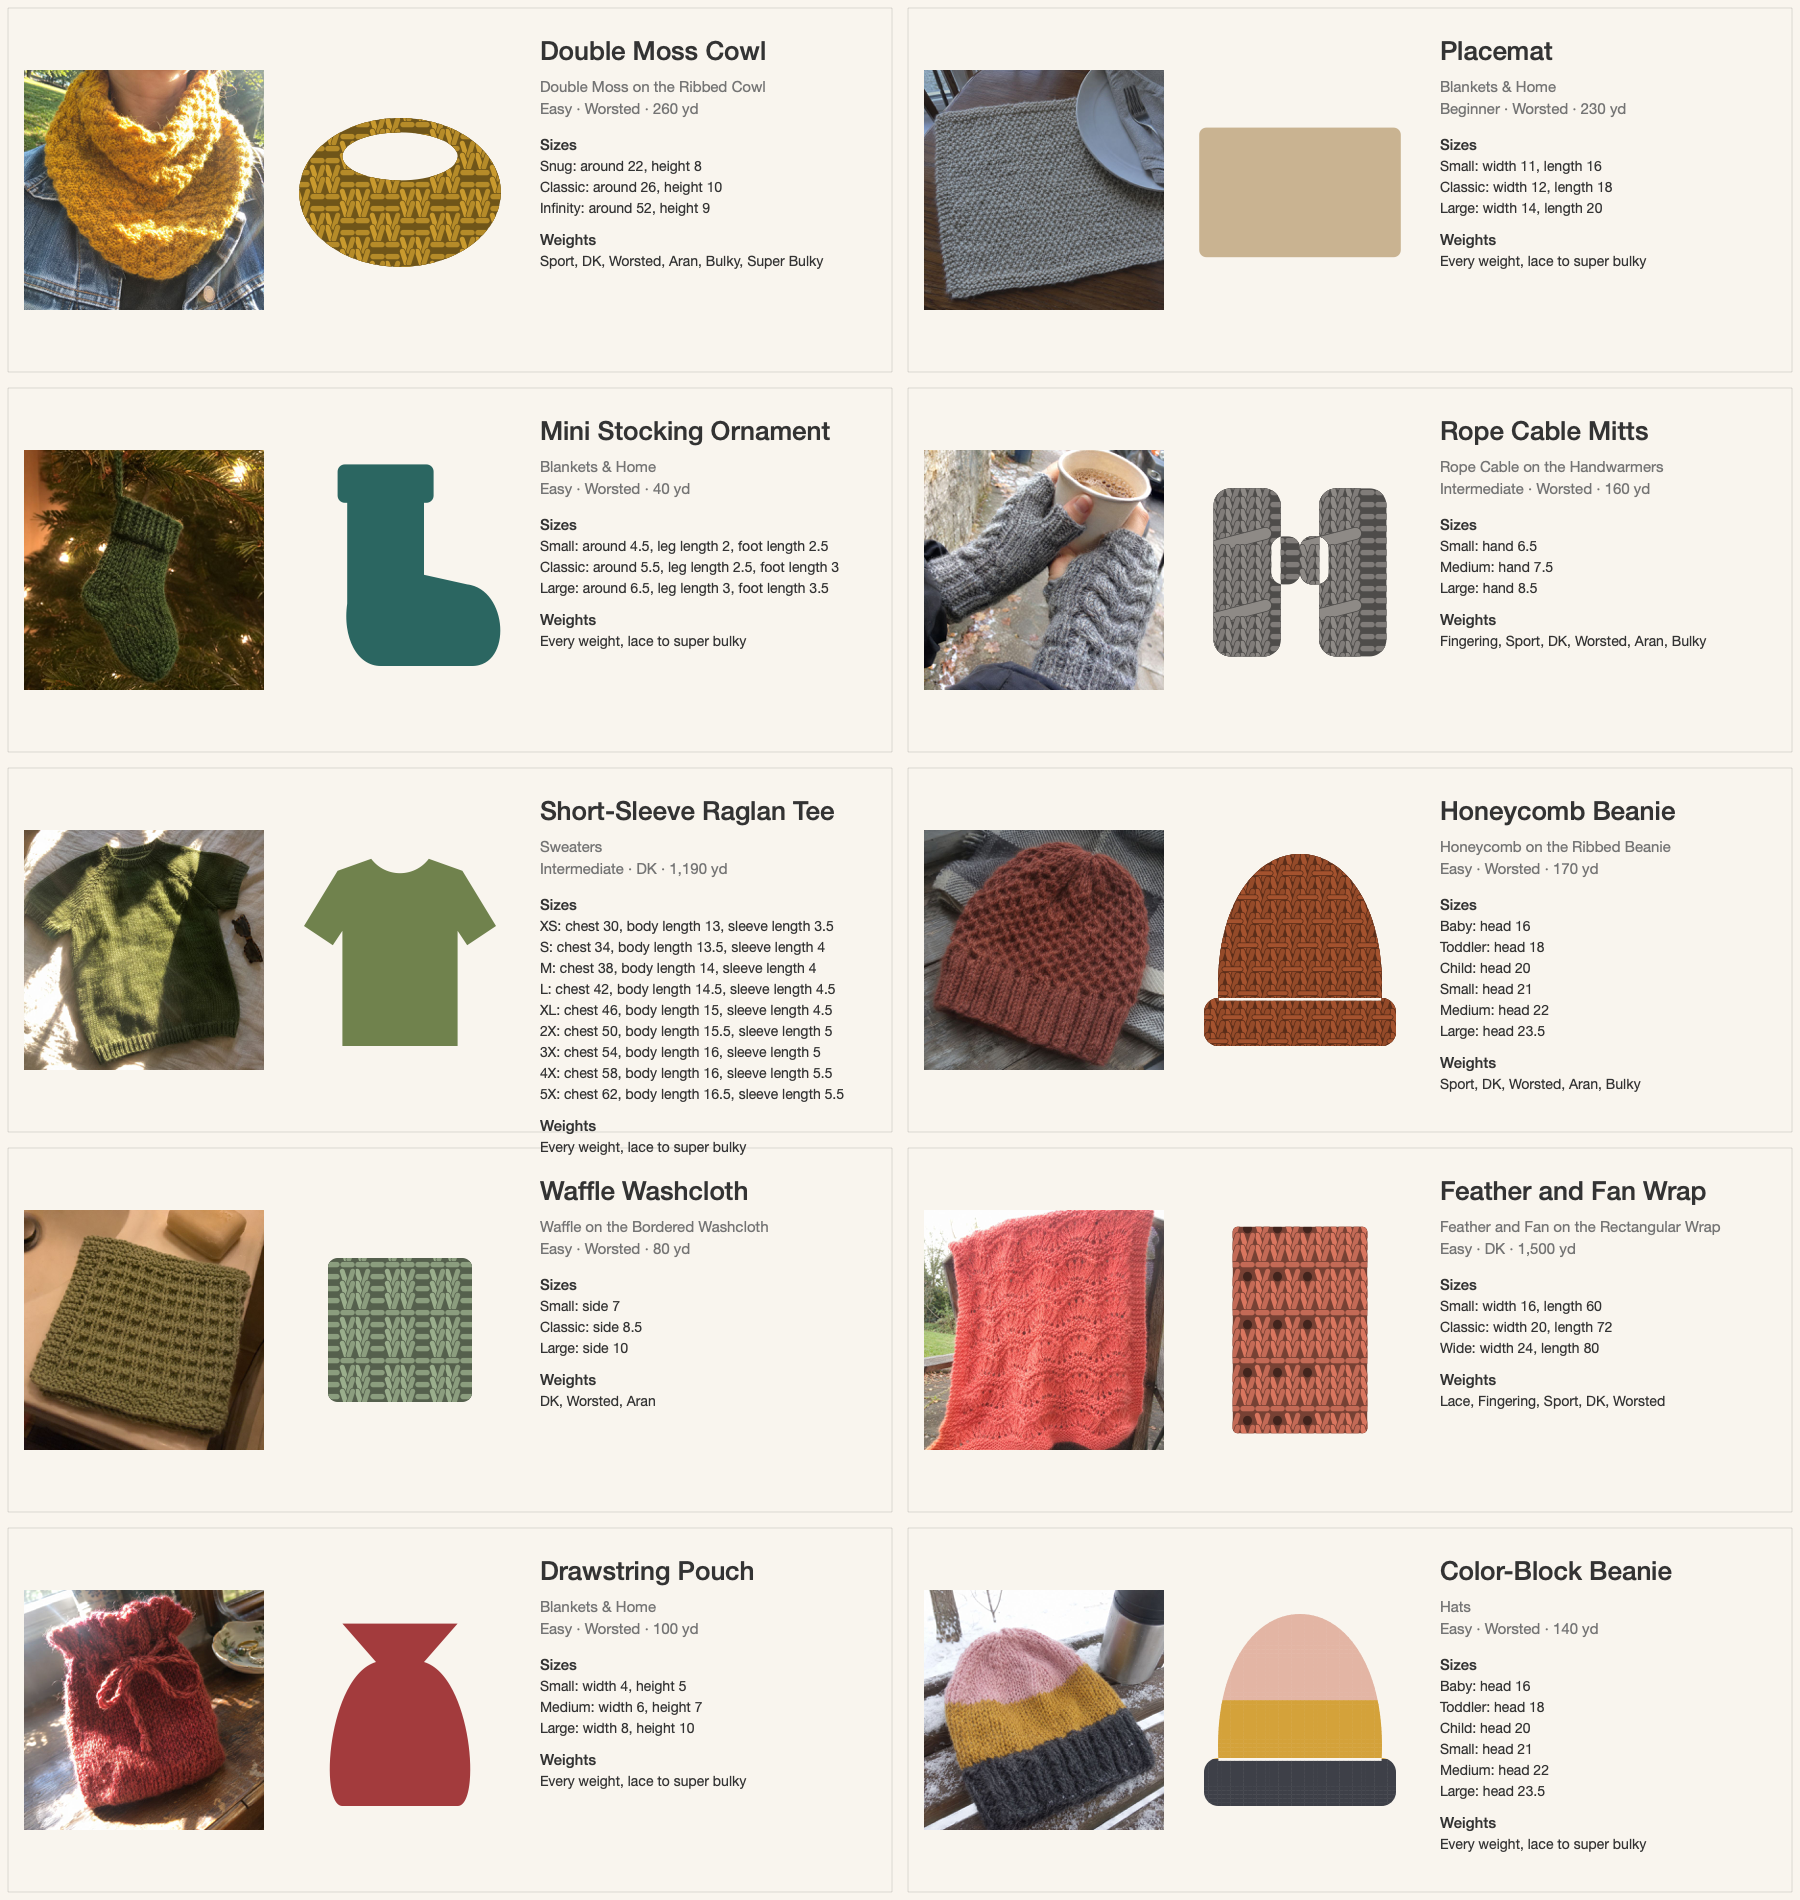 Double Moss Cowl
Double Moss on the Ribbed Cowl
Easy · Worsted · 260 yd
Sizes
Snug: around 22, height 8
Classic: around 26, height 10
Infinity: around 52, height 9
Weights
Sport, DK, Worsted, Aran, Bulky, Super Bulky
Placemat
Blankets & Home
Beginner · Worsted · 230 yd
Sizes
Small: width 11, length 16
Classic: width 12, length 18
Large: width 14, length 20
Weights
Every weight, lace to super bulky
Mini Stocking Ornament
Blankets & Home
Easy · Worsted · 40 yd
Sizes
Small: around 4.5, leg length 2, foot length 2.5
Classic: around 5.5, leg length 2.5, foot length 3
Large: around 6.5, leg length 3, foot length 3.5
Weights
Every weight, lace to super bulky
Rope Cable Mitts
Rope Cable on the Handwarmers
Intermediate · Worsted · 160 yd
Sizes
Small: hand 6.5
Medium: hand 7.5
Large: hand 8.5
Weights
Fingering, Sport, DK, Worsted, Aran, Bulky
Short-Sleeve Raglan Tee
Sweaters
Intermediate · DK · 1,190 yd
Sizes
XS: chest 30, body length 13, sleeve length 3.5
S: chest 34, body length 13.5, sleeve length 4
M: chest 38, body length 14, sleeve length 4
L: chest 42, body length 14.5, sleeve length 4.5
XL: chest 46, body length 15, sleeve length 4.5
2X: chest 50, body length 15.5, sleeve length 5
3X: chest 54, body length 16, sleeve length 5
4X: chest 58, body length 16, sleeve length 5.5
5X: chest 62, body length 16.5, sleeve length 5.5
Weights
Every weight, lace to super bulky
Honeycomb Beanie
Honeycomb on the Ribbed Beanie
Easy · Worsted · 170 yd
Sizes
Baby: head 16
Toddler: head 18
Child: head 20
Small: head 21
Medium: head 22
Large: head 23.5
Weights
Sport, DK, Worsted, Aran, Bulky
Waffle Washcloth
Waffle on the Bordered Washcloth
Easy · Worsted · 80 yd
Sizes
Small: side 7
Classic: side 8.5
Large: side 10
Weights
DK, Worsted, Aran
Feather and Fan Wrap
Feather and Fan on the Rectangular Wrap
Easy · DK · 1,500 yd
Sizes
Small: width 16, length 60
Classic: width 20, length 72
Wide: width 24, length 80
Weights
Lace, Fingering, Sport, DK, Worsted
Drawstring Pouch
Blankets & Home
Easy · Worsted · 100 yd
Sizes
Small: width 4, height 5
Medium: width 6, height 7
Large: width 8, height 10
Weights
Every weight, lace to super bulky
Color-Block Beanie
Hats
Easy · Worsted · 140 yd
Sizes
Baby: head 16
Toddler: head 18
Child: head 20
Small: head 21
Medium: head 22
Large: head 23.5
Weights
Every weight, lace to super bulky